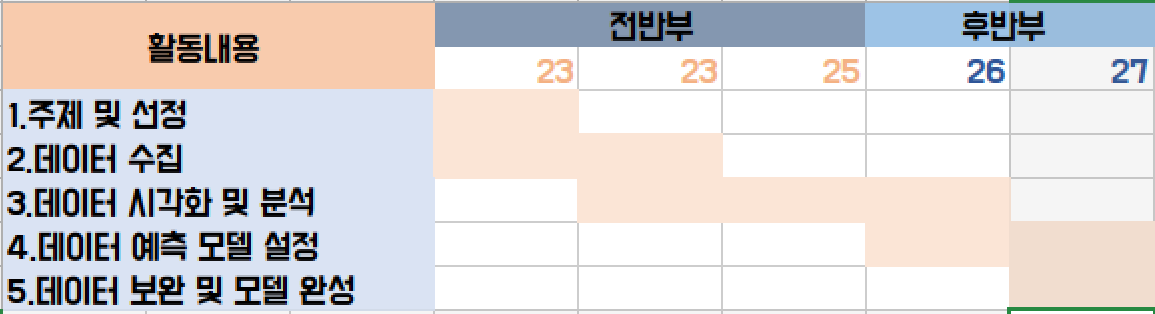 활동내용
전반부 후반부
23 23 25 26 27
1.주제 및 선정
2.데이터 수집
3.데이터 시각화 및 분석
4.데이터 예측 모델 설정
5.데이터 보완 및 모델 완성